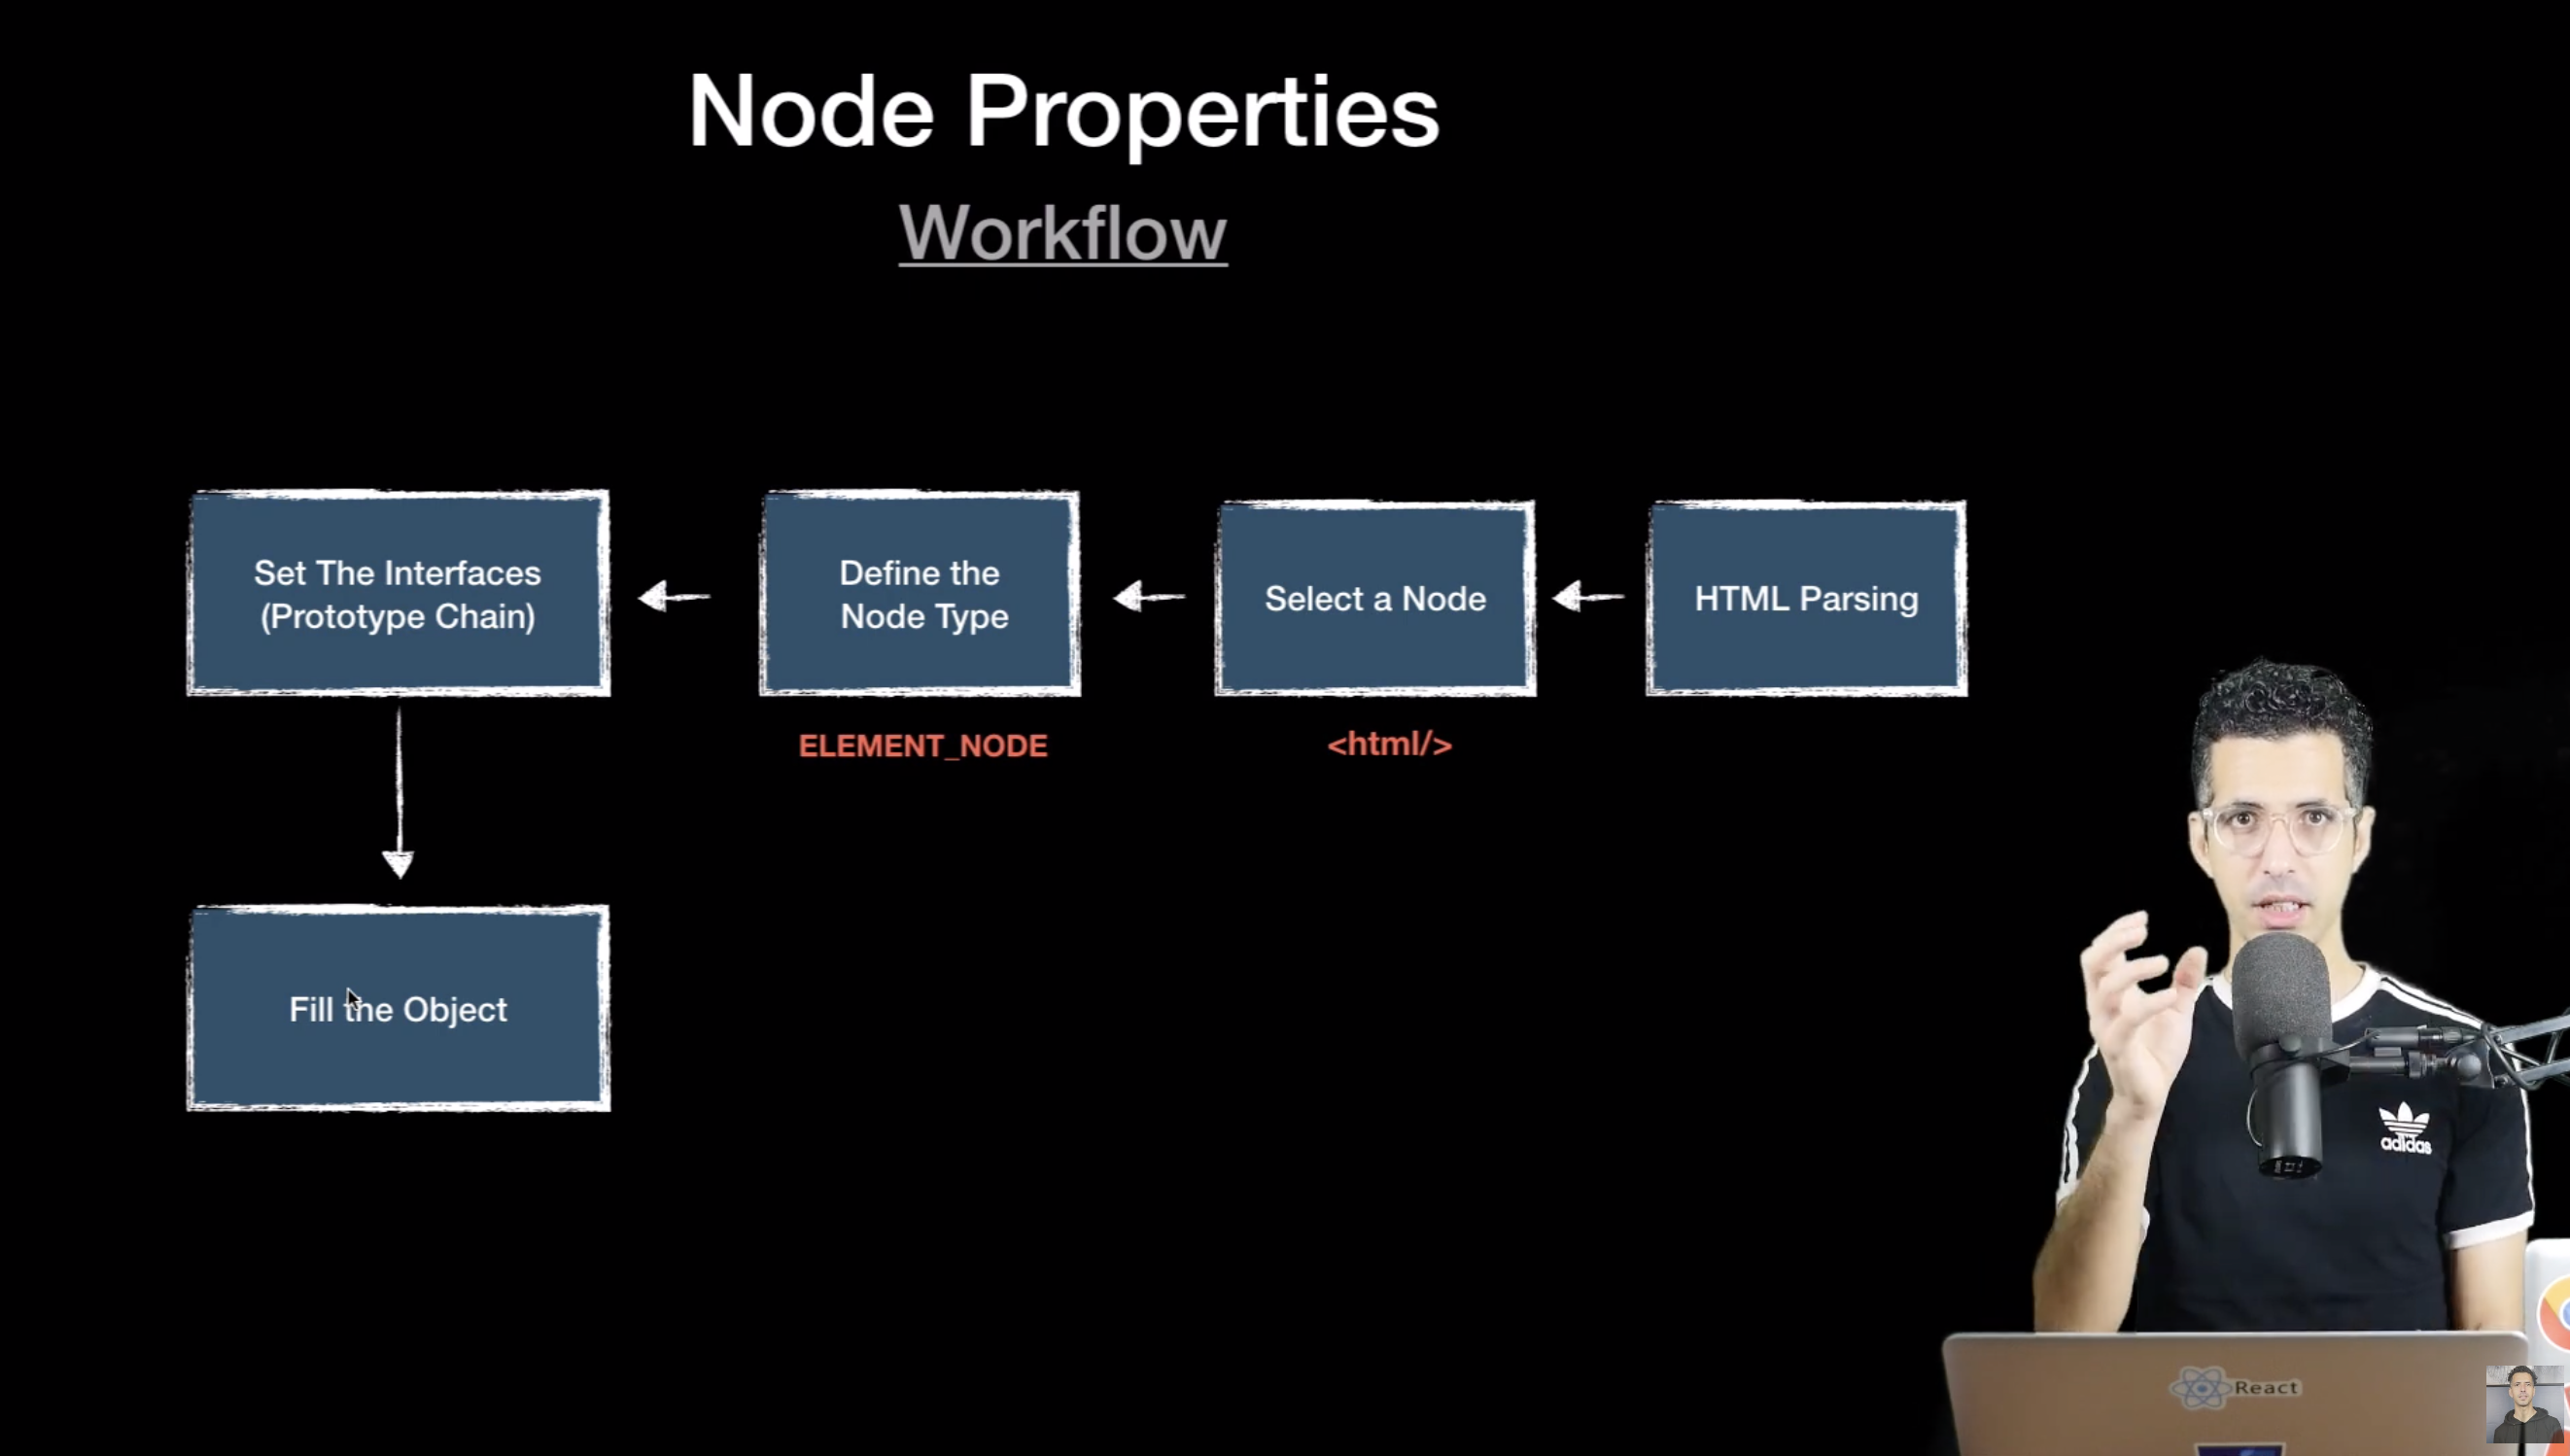 Node Properties
Workflow
Set The Interfaces
(Prototype Chain)
Define the
Node Type
Select a Node
HTML Parsing
ELEMENT_NODE
<html/>
Fill the Object
adidas
React